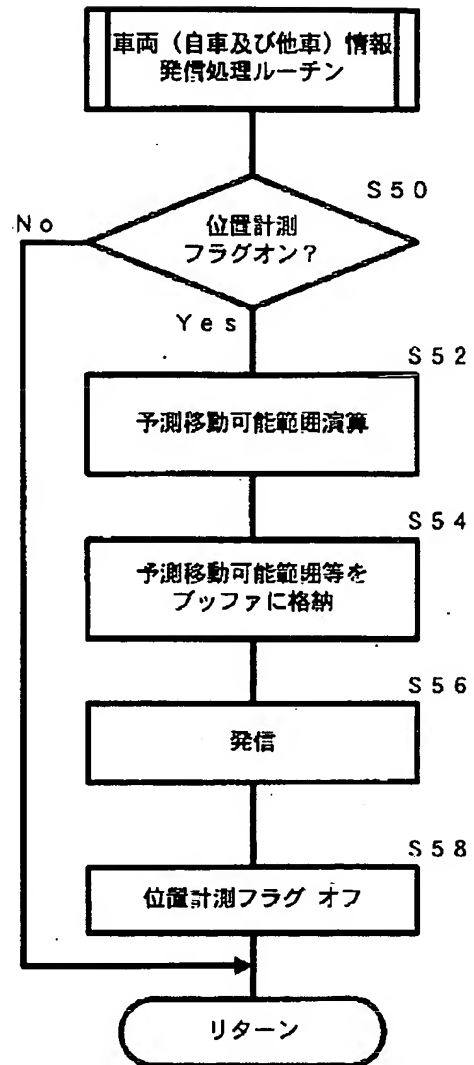 車両（自車及び他車）情報
発信処理ルーチン
S50
No
位置計測
フラグオン？
Yes
S52
予測移動可能範囲演算
S54
予測移動可能範囲等を
ブッファに格納
S56
発信
S58
位置計測フラグ オフ
リターン